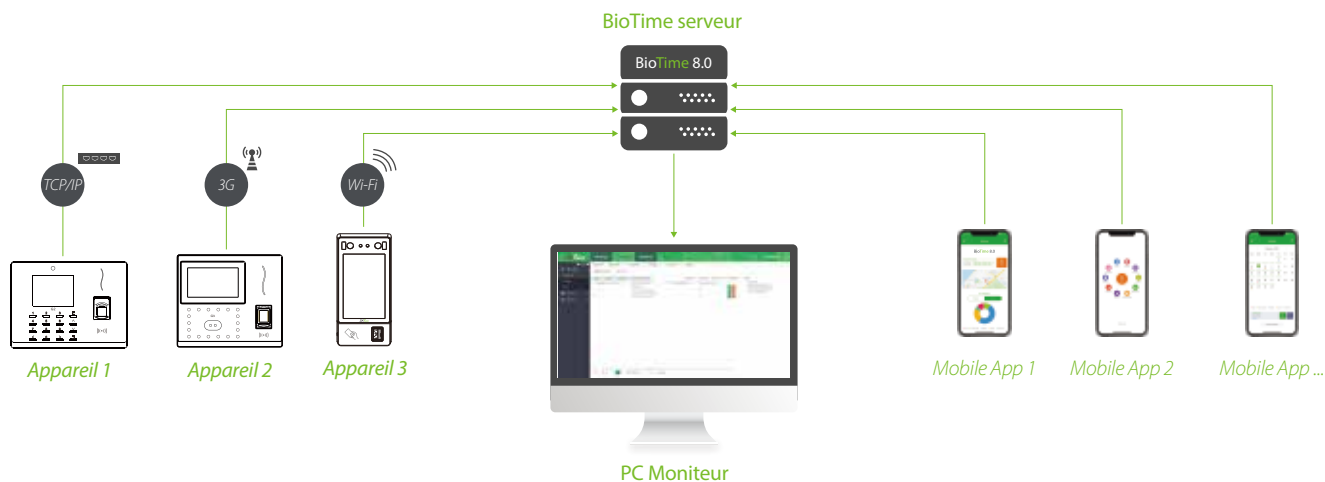 BioTime serveur
BioTime 8.0
TCP/IP
3G
Wi-Fi
Appareil 1
Appareil 2
Appareil 3
Mobile App 1
Mobile App 2
Mobile App ...
PC Moniteur